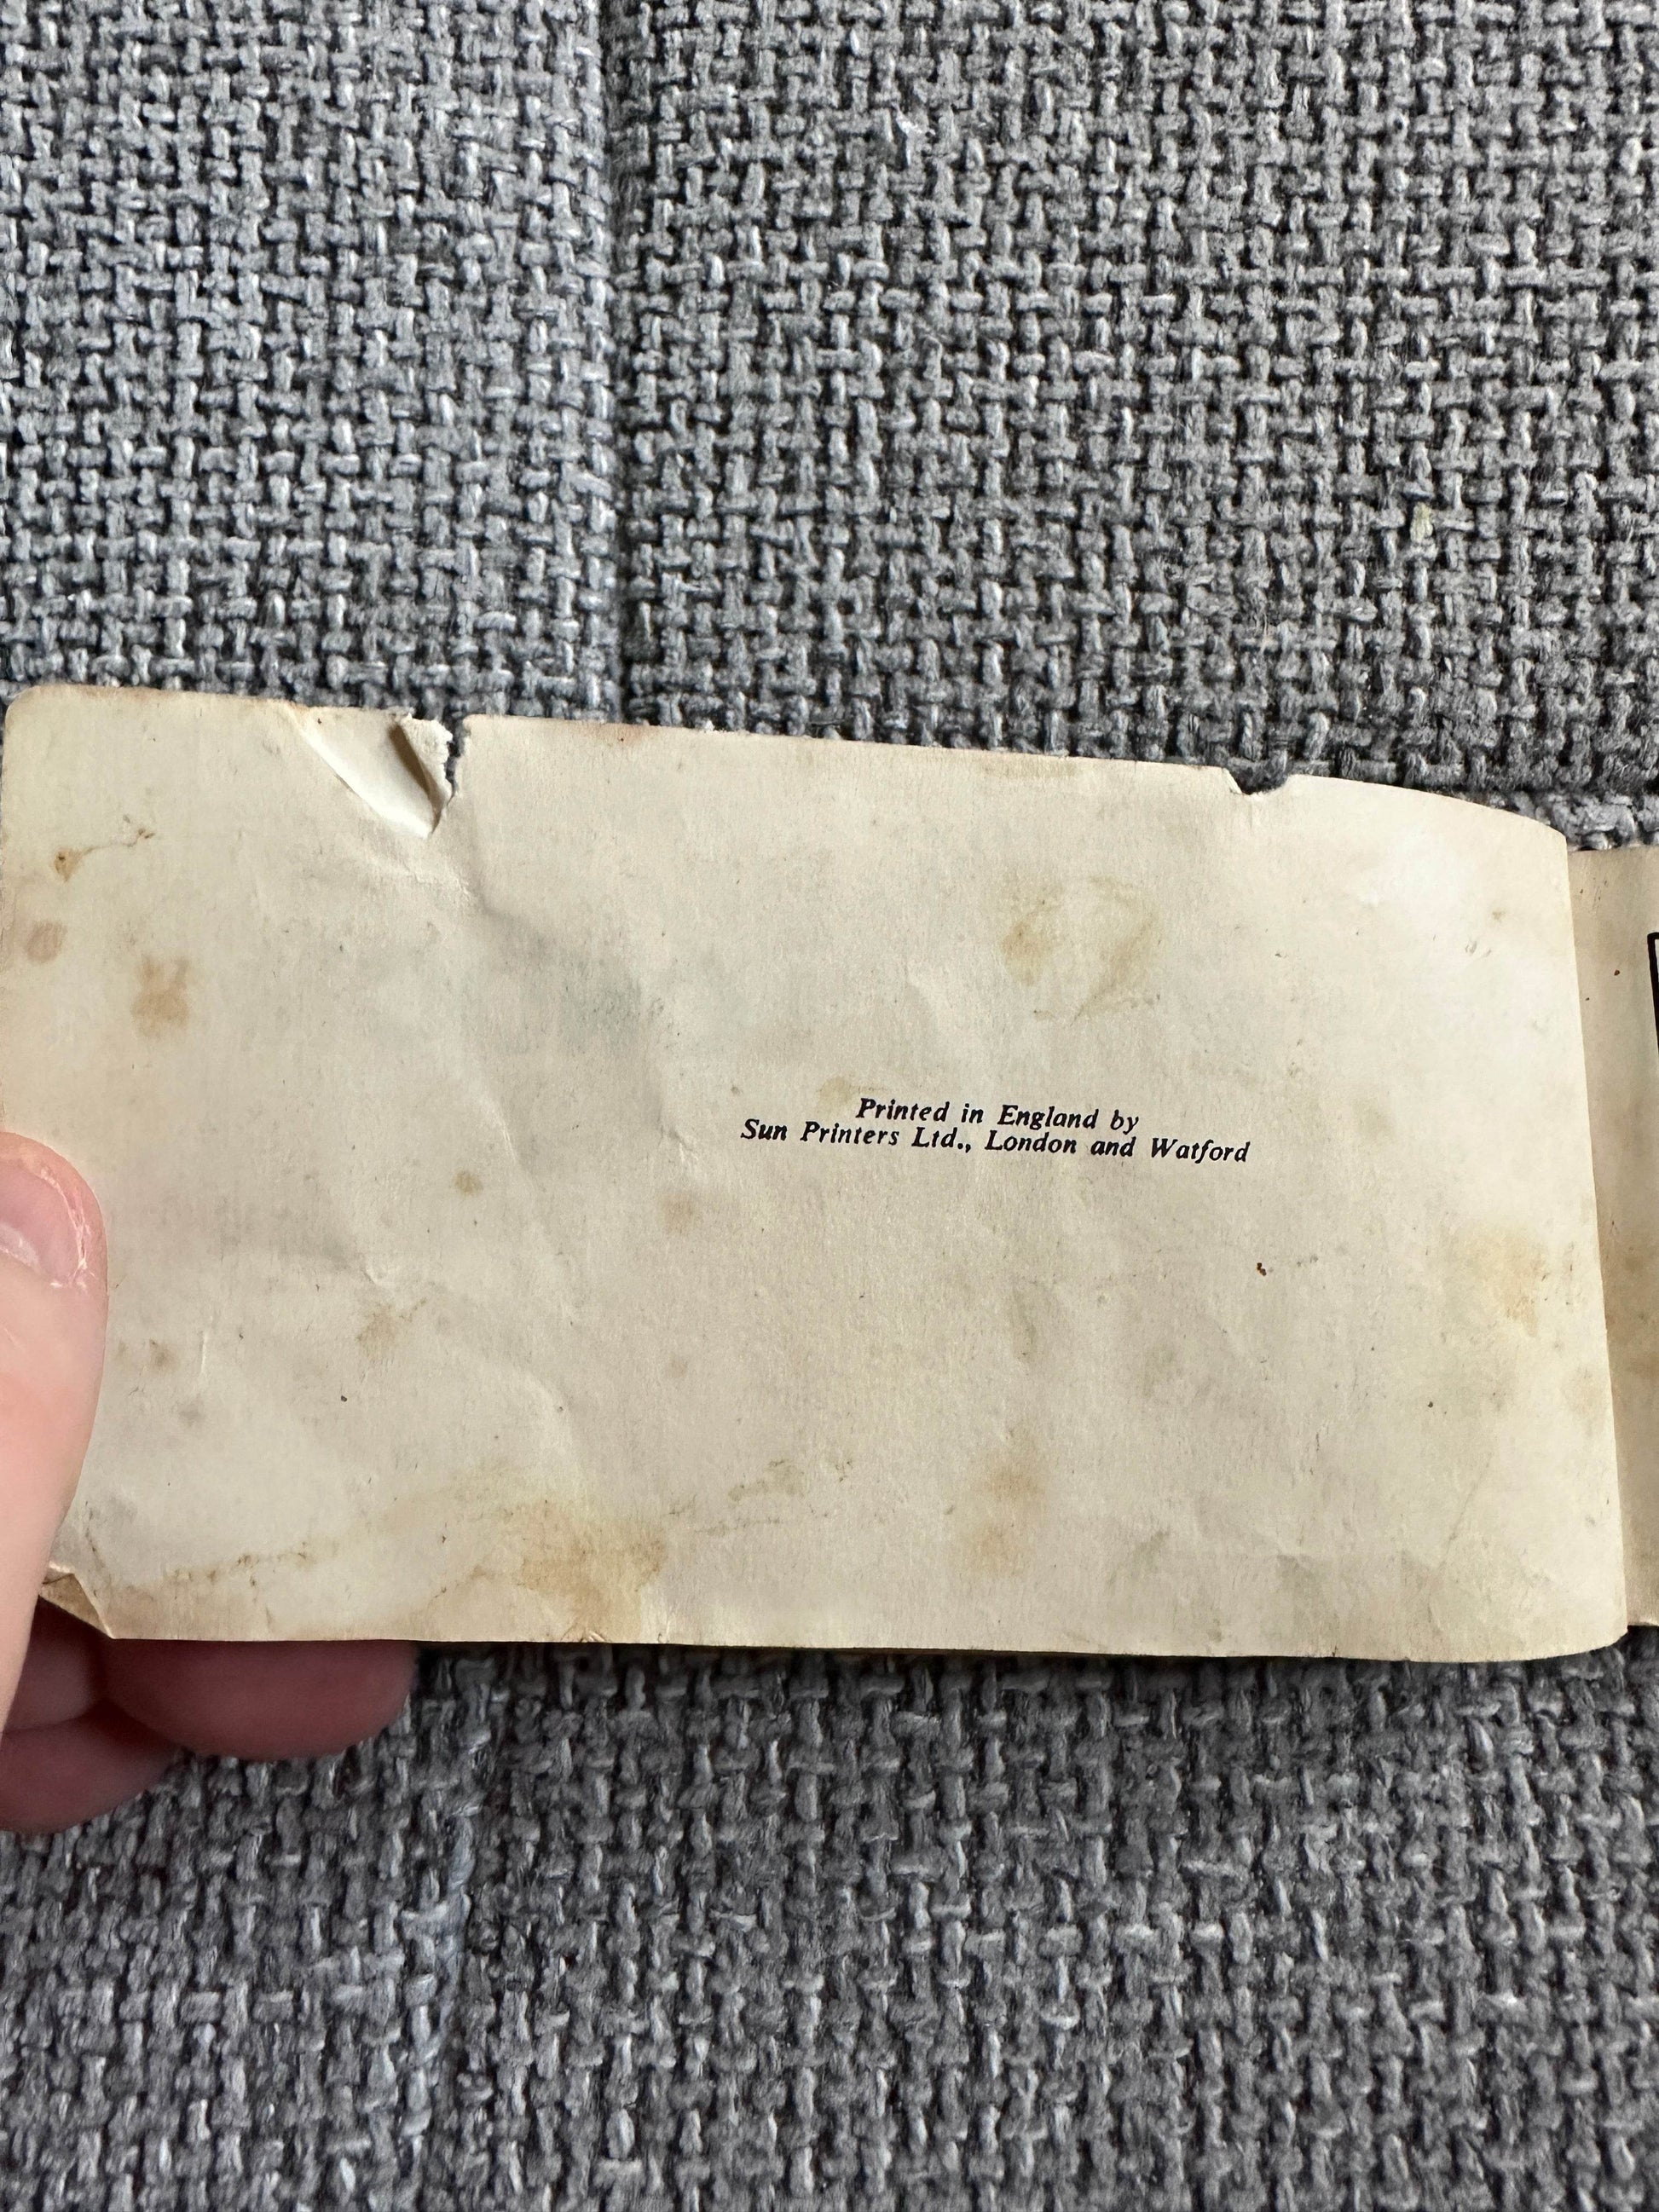 Printed in England by
Sun Printers Ltd., London and Watford